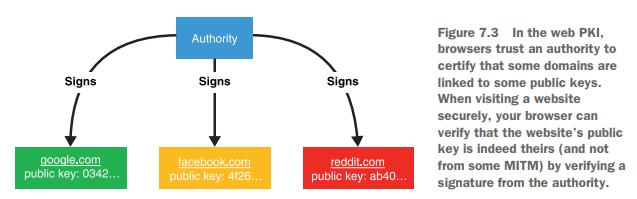 Authority
Signs
Signs
Signs
google.com
public key: 0342...
facebook.com
public key: 4f26...
reddit.com
public key: ab40...
Figure 7.3 In the web PKI,
browsers trust an authority to
certify that some domains are
linked to some public keys.
When visiting a website
securely, your browser can
verify that the website's public
key is indeed theirs (and not
from some MITM) by verifying a
signature from the authority.